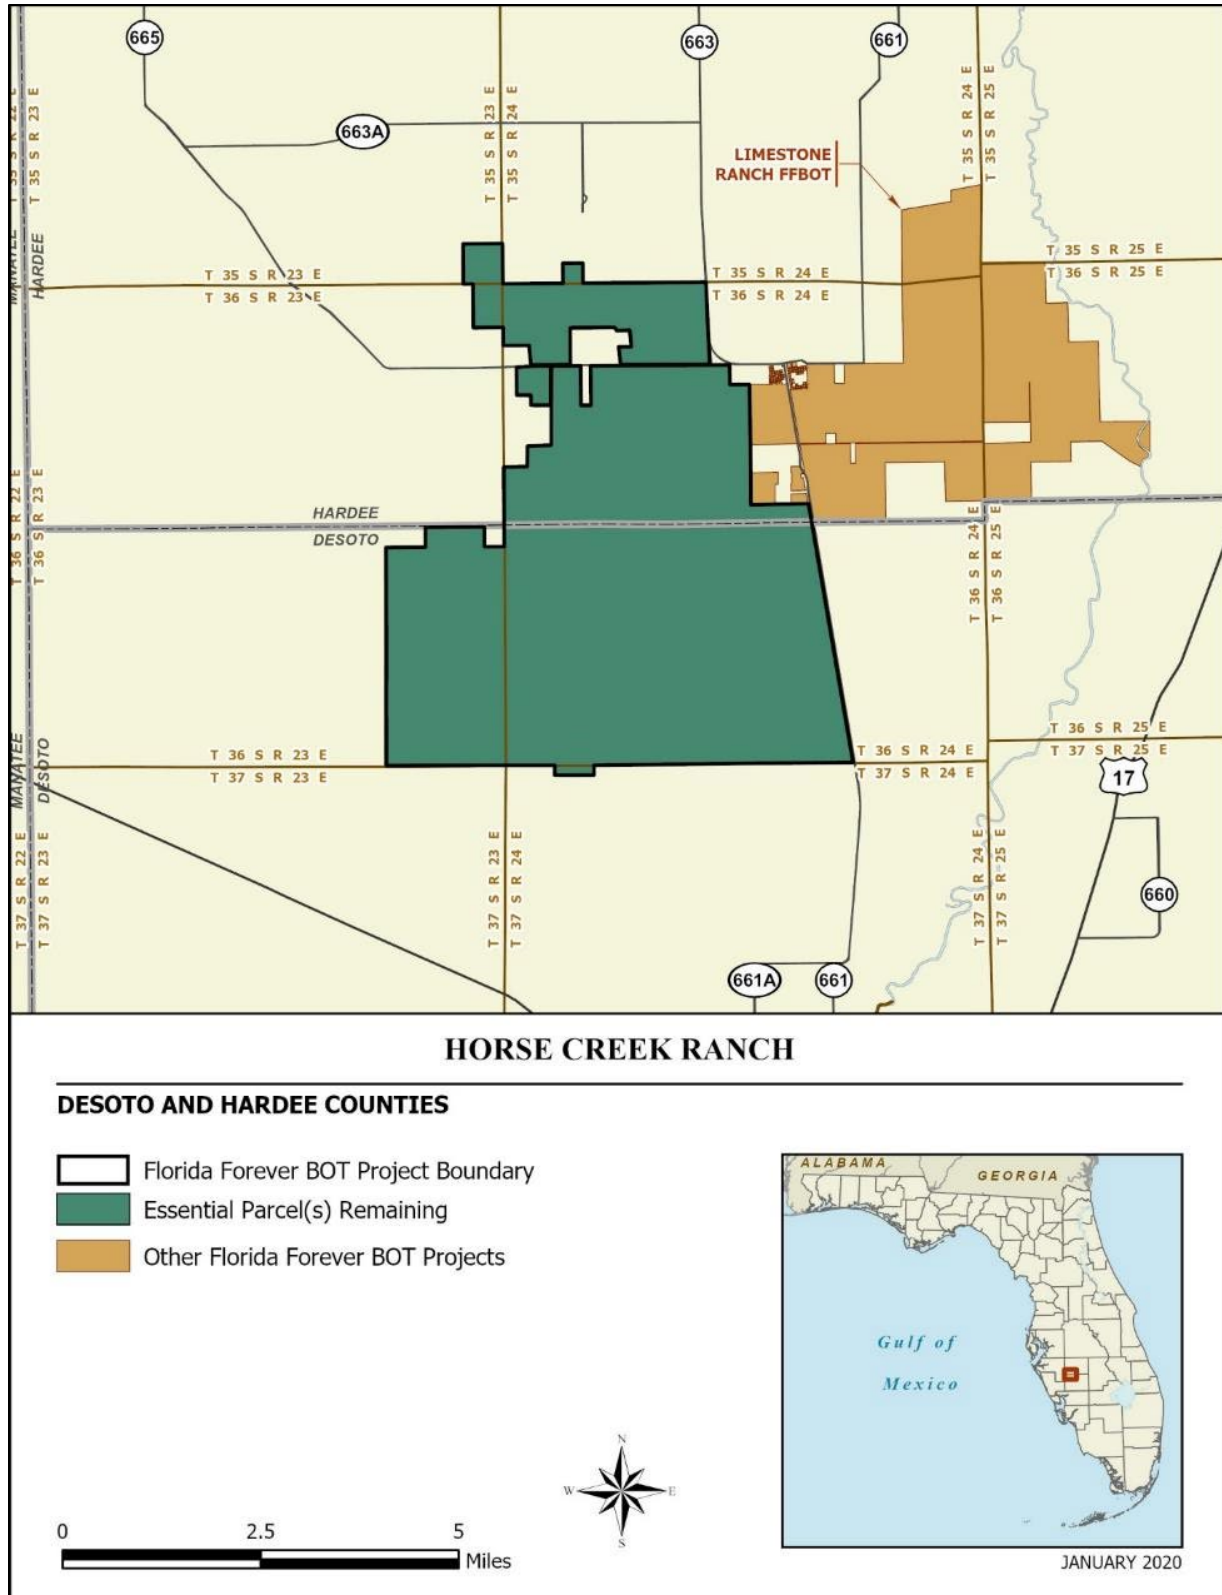 665
663
661
663A
T 35 S R 22 E
T 35 S R 23 E
T 35 S R 23 E
T 35 S R 24 E
T 35 S R 24 E
T 35 S R 25 E
LIMESTONE
RANCH FFBOT
MANATEE
HARDEE
T 35 S R 23 E
T 36 S R 23 E
T 35 S R 24 E
T 36 S R 24 E
T 35 S R 25 E
T 36 S R 25 E
T 36 S R 22 E
T 36 S R 23 E
HARDEE
DESOTO
T 36 S R 24 E
T 36 S R 25 E
MANATEE
DESOTO
T 36 S R 23 E
T 37 S R 23 E
T 36 S R 24 E
T 37 S R 24 E
T 36 S R 25 E
T 37 S R 25 E
17
T 37 S R 22 E
T 37 S R 23 E
T 37 S R 23 E
T 37 S R 24 E
T 37 S R 24 E
T 37 S R 25 E
660
661A
661
HORSE CREEK RANCH
DESOTO AND HARDEE COUNTIES
Florida Forever BOT Project Boundary
Essential Parcel(s) Remaining
Other Florida Forever BOT Projects
ALABAMA
GEORGIA
Gulf of
Mexico
N
W E
S
0 2.5 5
Miles
JANUARY 2020